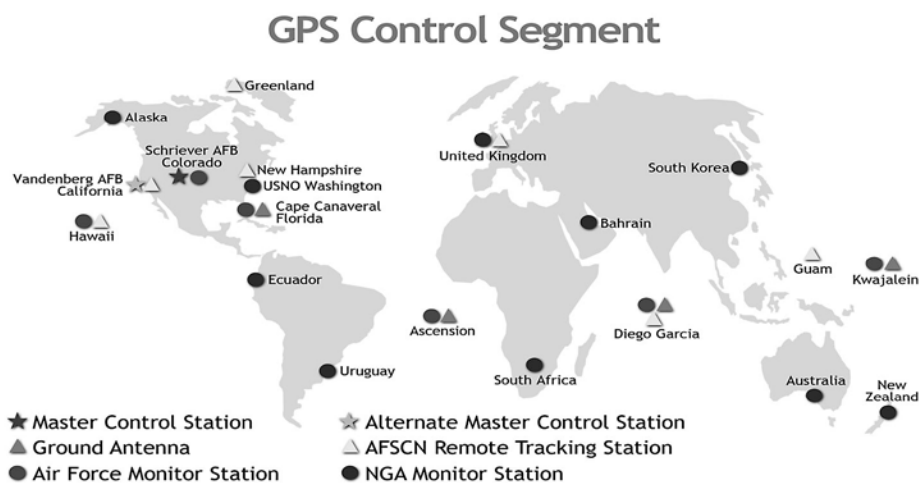 GPS Control Segment
Greenland
Alaska
Schriever AFB
Colorado
New Hampshire
USNO Washington
Vandenberg AFB
California
Cape Canaveral
Florida
Hawaii
United Kingdom
South Korea
Bahrain
Guam
Kwajalein
Ecuador
Ascension
Diego Garcia
Uruguay
South Africa
Australia
New
Zealand
Master Control Station
Alternate Master Control Station
Ground Antenna
AFSCN Remote Tracking Station
Air Force Monitor Station
NGA Monitor Station